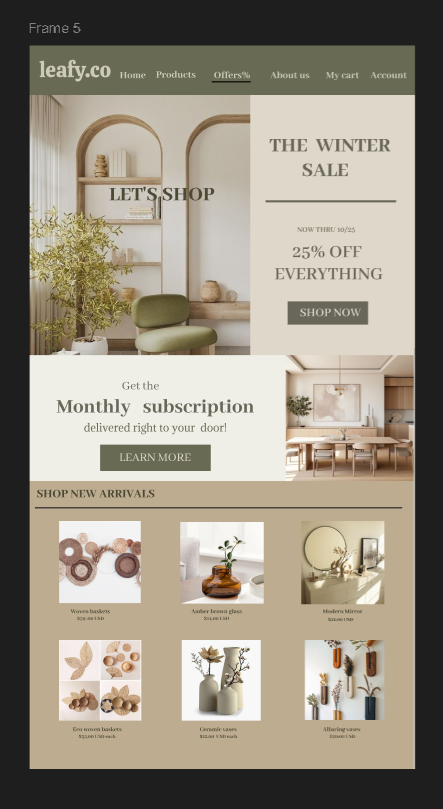 Frame 5
leafy.co Home Products Offers% About us My cart Account
LET'S SHOP
THE WINTER
SALE
NOW THRU 10/25
25% OFF
EVERYTHING
SHOP NOW
Get the
Monthly subscription
delivered right to your door!
LEARN MORE
SHOP NEW ARRIVALS
Woven baskets
Amber brown glass
Modern Mirror
Eco woven baskets
Ceramic vases
Alluring vases